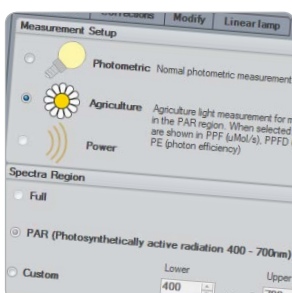 Corrections Modify Linear lamp
Measurement Setup
Photometric Normal photometric measurement
Agriculture Agriculture light measurement for
in the PAR region. When selected
are shown in PPF (uMol/s), PPFD
PE (photon efficiency)
Power
Spectra Region
Full
PAR (Photosynthetically active radiation 400 - 700nm)
Lower Upper
Custom 400